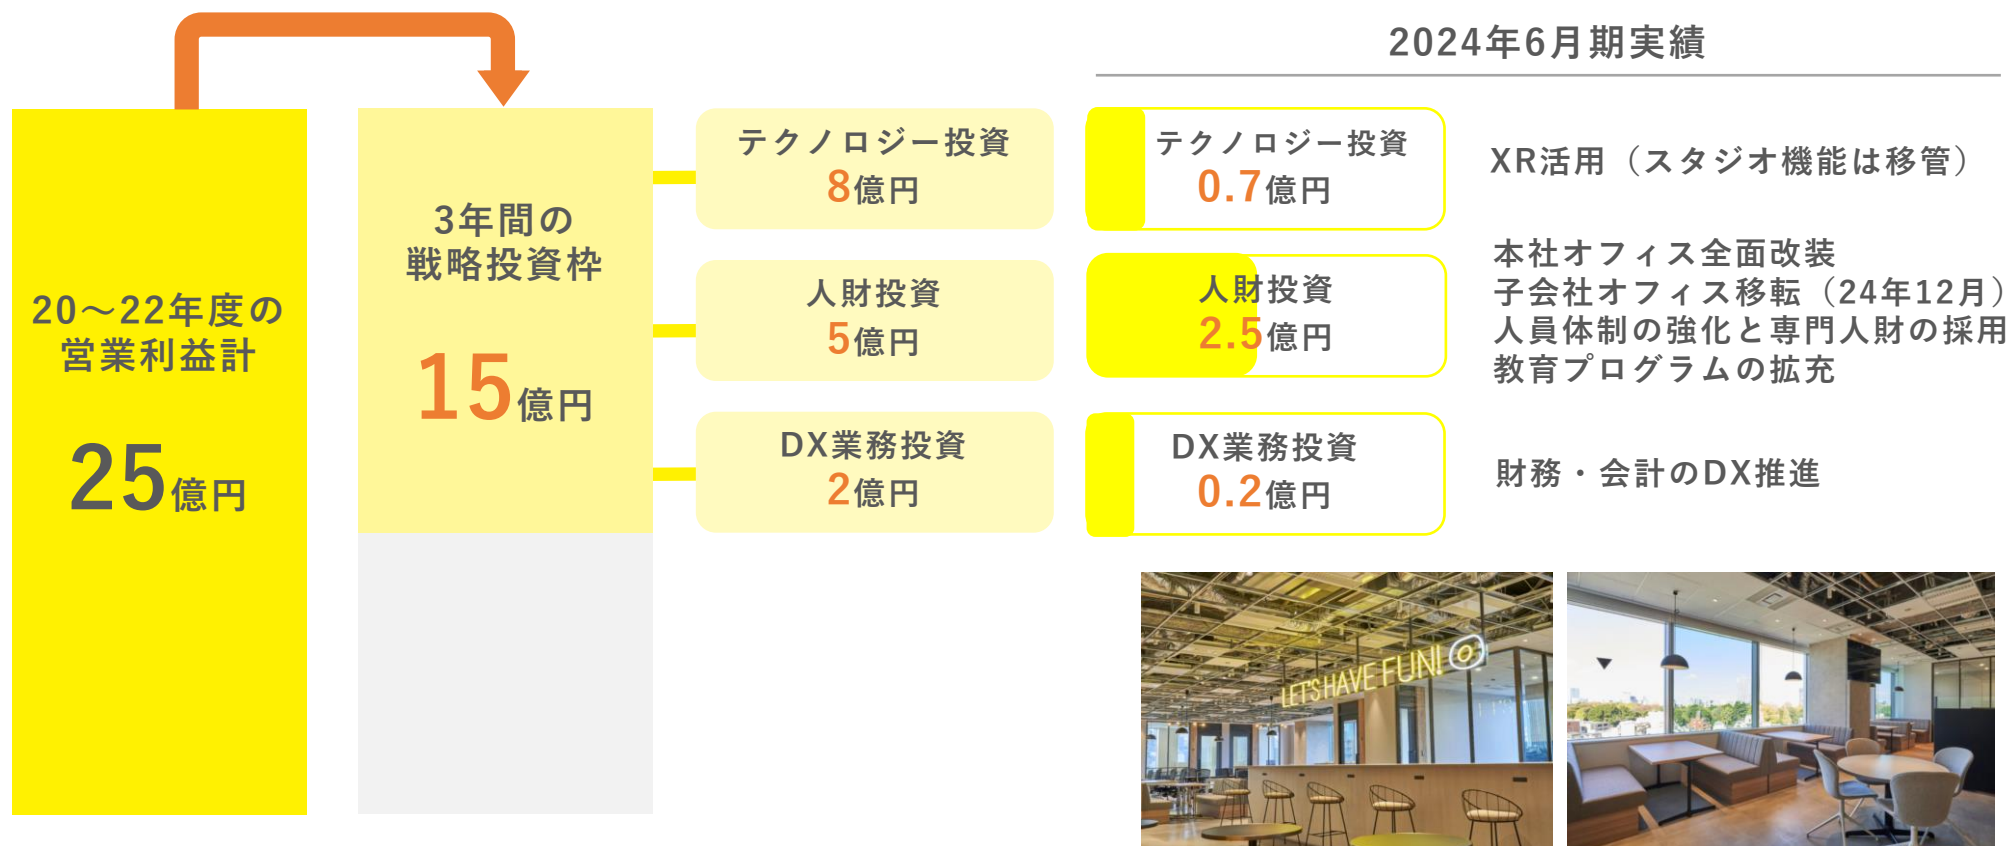 2024年6月期実績
20～22年度の
営業利益計
25億円
3年間の
戦略投資枠
15億円
テクノロジー投資
8億円
人財投資
5億円
DX業務投資
2億円
テクノロジー投資
0.7億円
XR活用（スタジオ機能は移管）
人財投資
2.5億円
本社オフィス全面改装
子会社オフィス移転（24年12月）
人員体制の強化と専門人財の採用
教育プログラムの拡充
DX業務投資
0.2億円
財務・会計のDX推進
LET'S HAVE FUN!